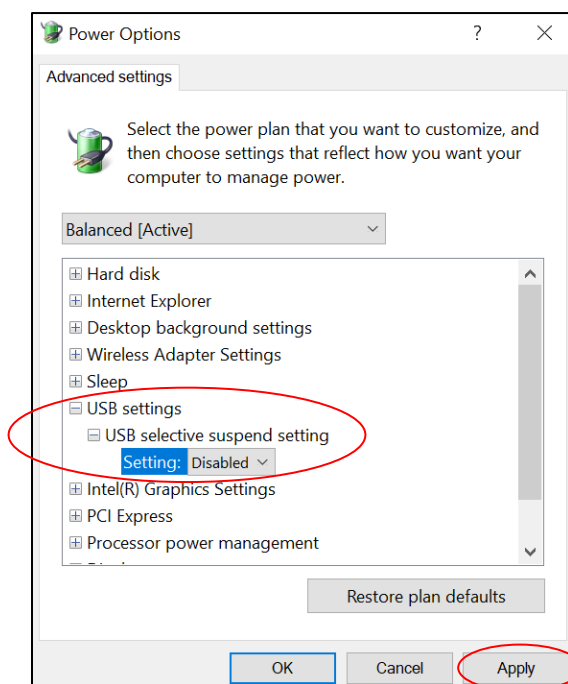 Power Options
?
Advanced settings
Select the power plan that you want to customize, and
then choose settings that reflect how you want your
computer to manage power.
Balanced [Active]
Hard disk
Internet Explorer
Desktop background settings
Wireless Adapter Settings
Sleep
USB settings
USB selective suspend setting
Setting: Disabled
Intel(R) Graphics Settings
PCI Express
Processor power management
Restore plan defaults
OK Cancel Apply